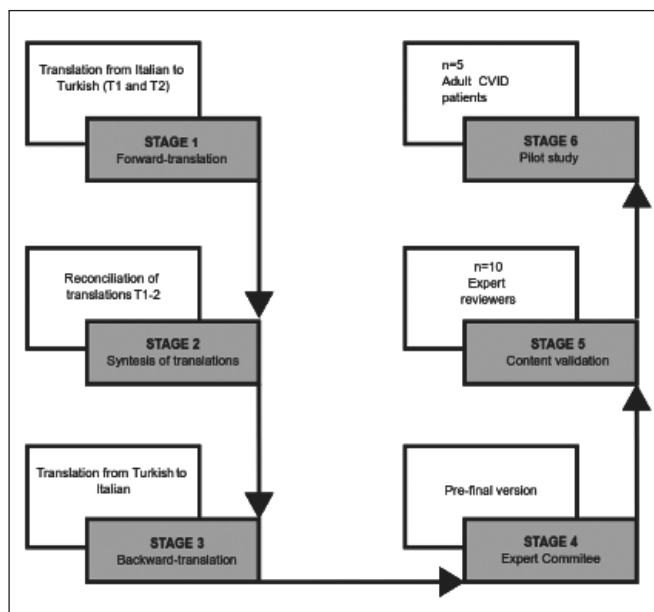 Translation from Italian to
Turkish (T1 and T2)
STAGE 1
Forward-translation
Reconciliation of
translations T1-2
STAGE 2
Syntesis of translations
Translation from Turkish to
Italian
STAGE 3
Backward-translation
Pre-final version
STAGE 4
Expert Commitee
n=10
Expert
reviewers
STAGE 5
Content validation
n=5
Adult CVID
patients
STAGE 6
Pilot study